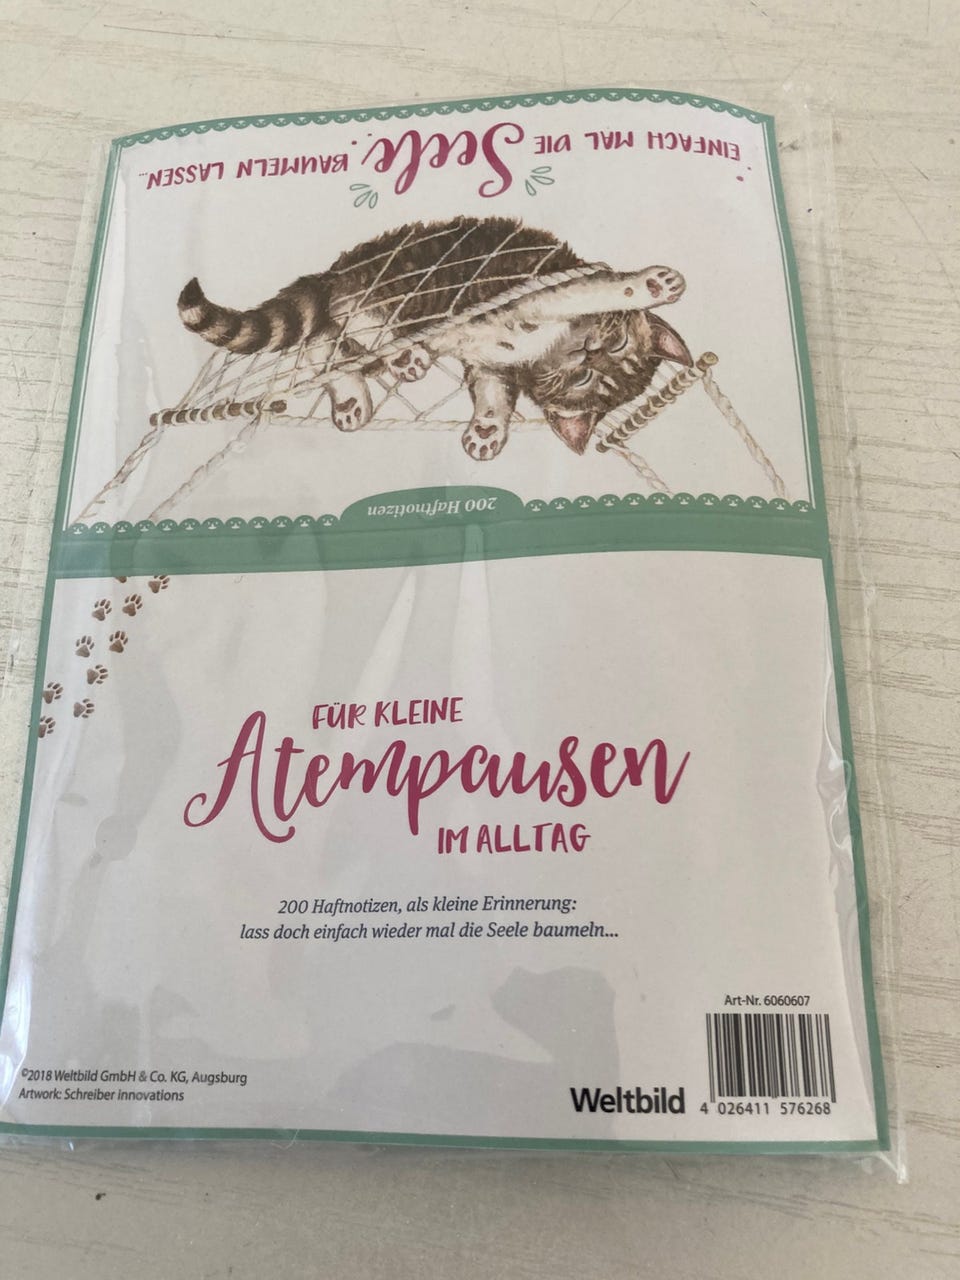 EINFACH MAL DIE Seele BAUMELN LASSEN...
200 Haftnotizen
FÜR KLEINE
Atempausen
IM ALLTAG
200 Haftnotizen, als kleine Erinnerung:
lass doch einfach wieder mal die Seele baumeln...
Art-Nr. 6060607
©2018 Weltbild GmbH & Co. KG, Augsburg
Artwork: Schreiber innovations
Weltbild
4 026411 576268